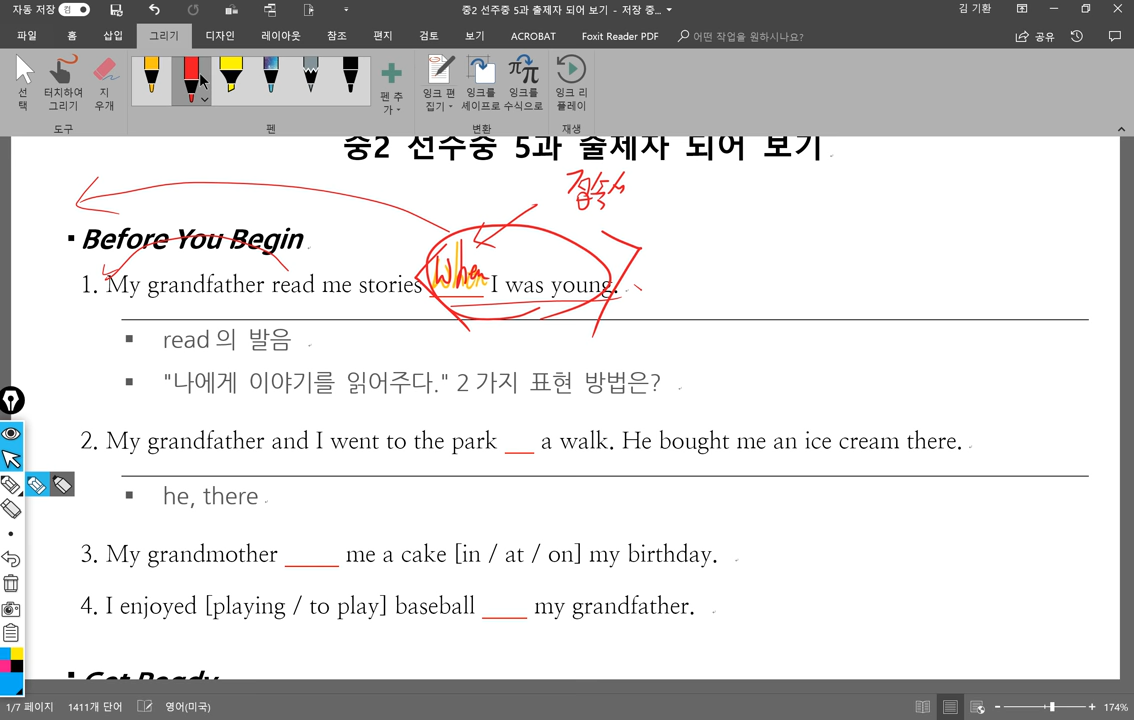 자동 저장 컴 중2 선주중 5과 출제자 되어 보기 - 저장 중... 김 기환
파일 홈 삽입 그리기 디자인 레이아웃 참조 편지 검토 보기 ACROBAT Foxit Reader PDF 어떤 작업을 원하시나요? 공유
선택 터치하여 그리기 지우개 펜 추가 잉크 편집기 잉크를 셰이프로 잉크를 수식으로 잉크 리플레이
도구 펜 변환 재생
중2 선주중 5과 출제자 되어 보기
접속사
▪ Before You Begin
1. My grandfather read me stories When I was young.
▪ read 의 발음
▪ "나에게 이야기를 읽어주다." 2 가지 표현 방법은?
2. My grandfather and I went to the park __ a walk. He bought me an ice cream there.
▪ he, there
3. My grandmother ____ me a cake [in / at / on] my birthday.
4. I enjoyed [playing / to play] baseball ___ my grandfather.
▪ Get Ready
1/7 페이지 1411개 단어 영어(미국) 174%